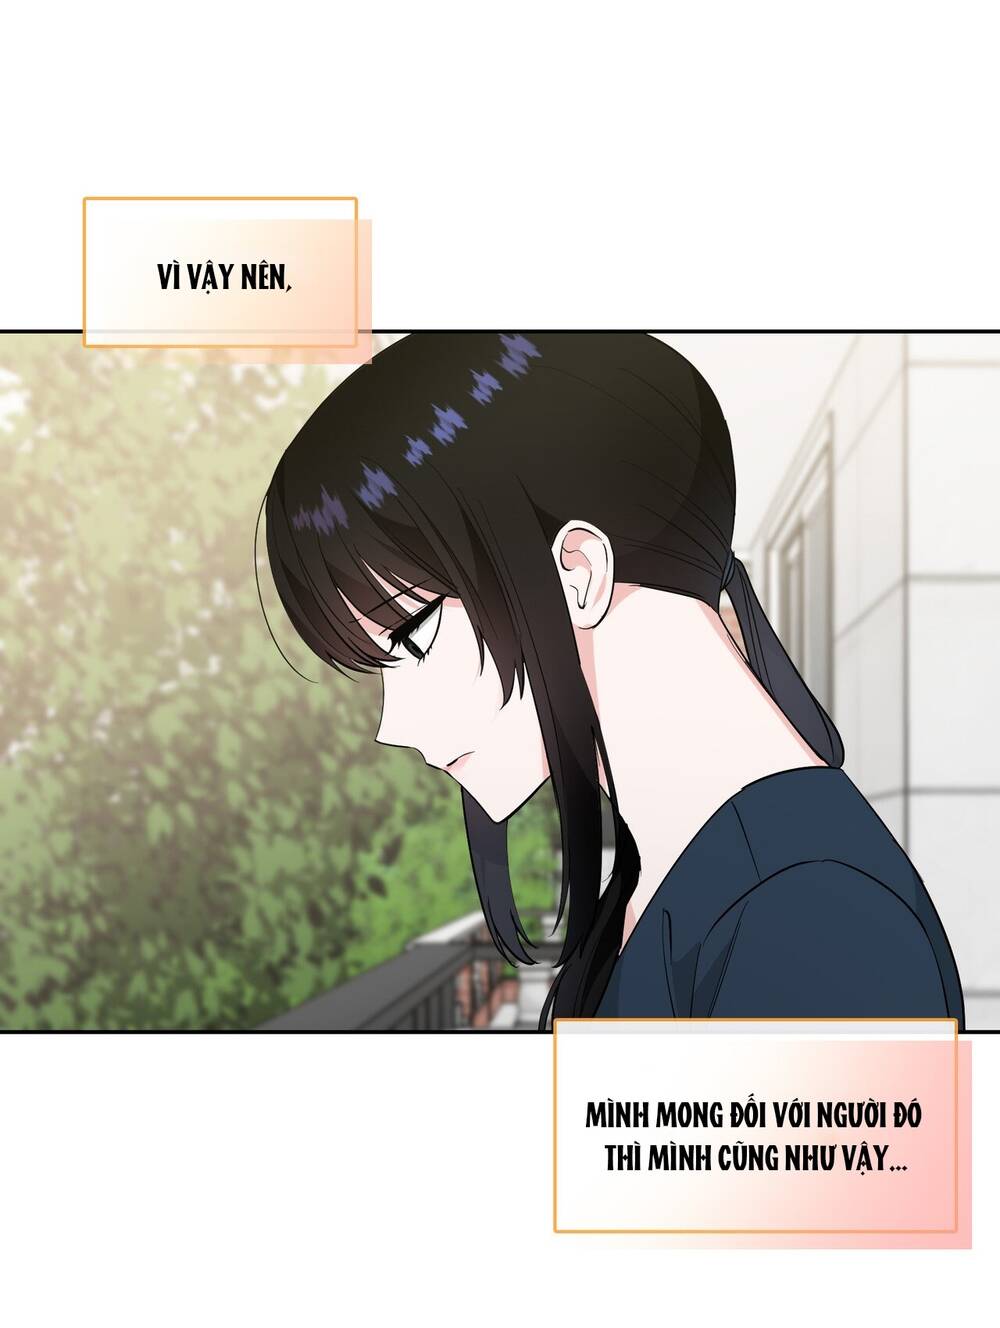 VÌ VẬY NÊN,
MÌNH MONG ĐỐI VỚI NGƯỜI ĐÓ
THÌ MÌNH CŨNG NHƯ VẬY...